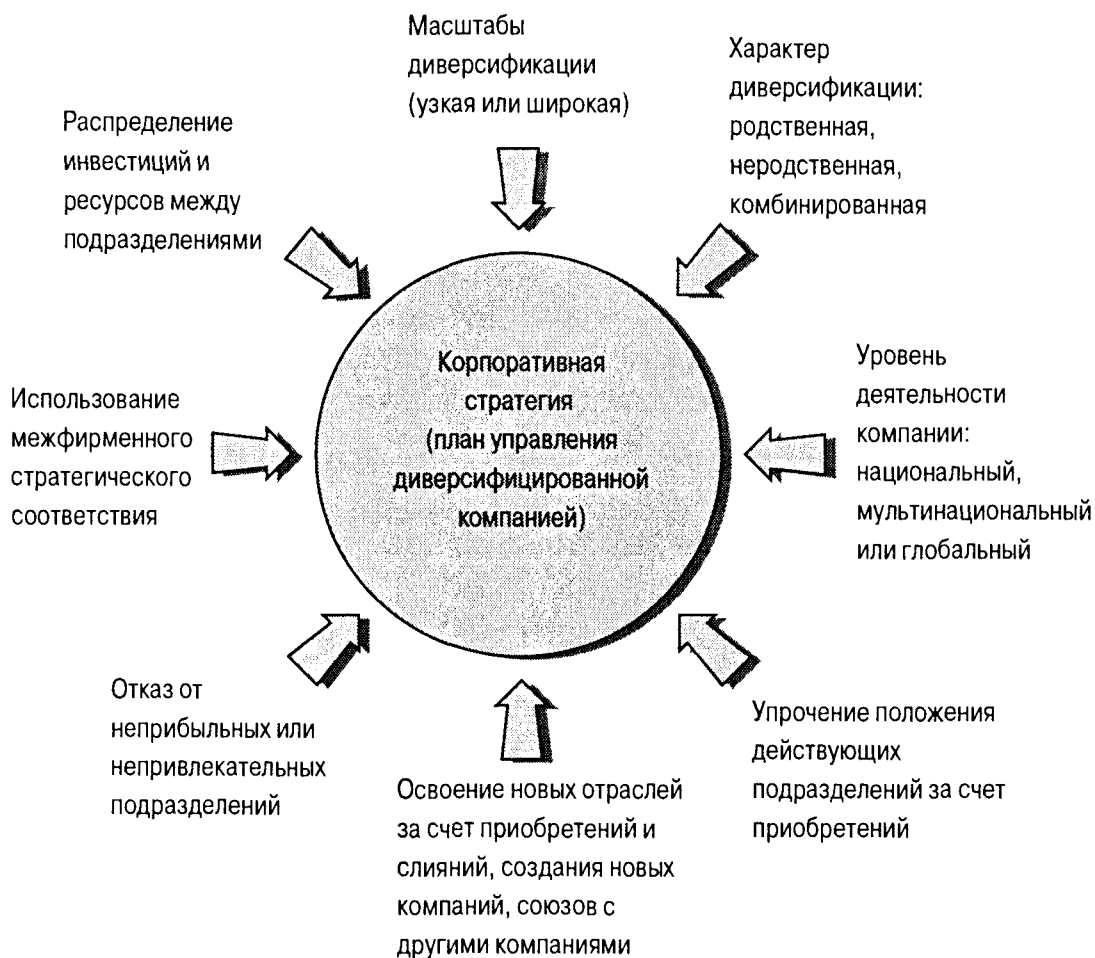 Масштабы
диверсификации
(узкая или широкая)
Характер
диверсификации:
родственная,
неродственная,
комбинированная
Распределение
инвестиций и
ресурсов между
подразделениями
Корпоративная
стратегия
(план управления
диверсифицированной
компанией)
Уровень
деятельности
компании:
национальный,
мультинациональный
или глобальный
Использование
межфирменного
стратегического
соответствия
Отказ от
неприбыльных или
непривлекательных
подразделений
Освоение новых отраслей
за счет приобретений и
слияний, создания новых
компаний, союзов с
другими компаниями
Упрочение положения
действующих
подразделений за счет
приобретений